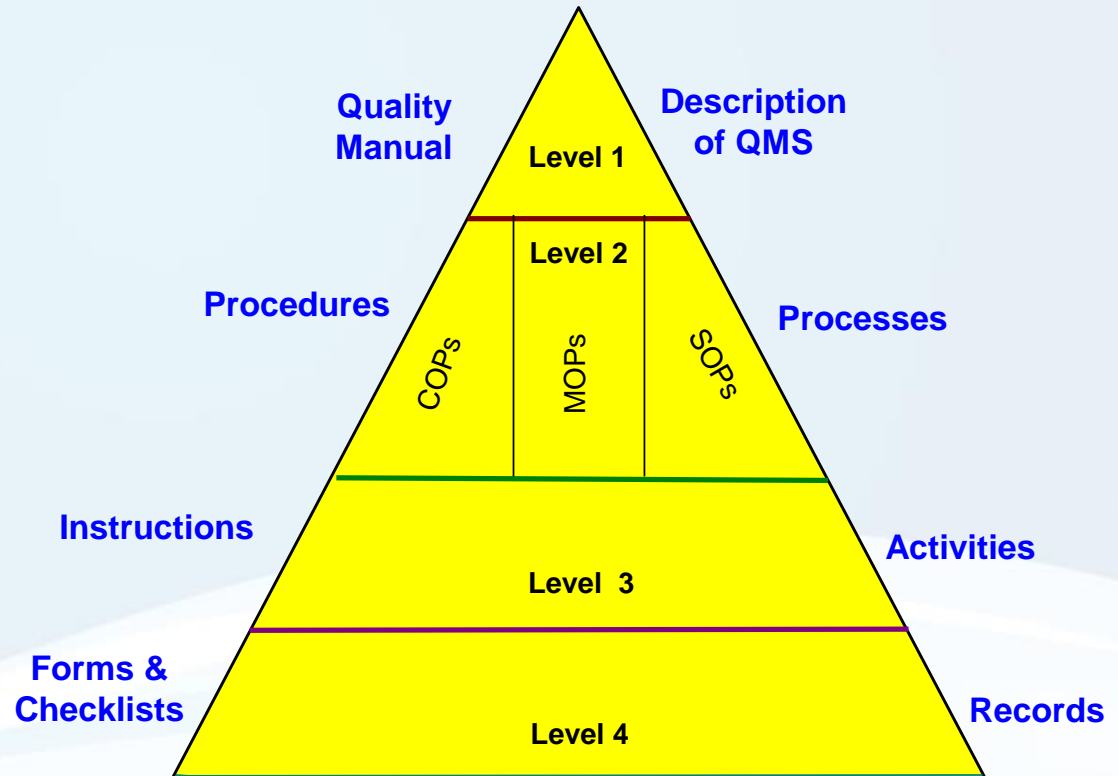 Quality
Manual
Description
of QMS
Level 1
Level 2
Procedures
Processes
COPs
MOPs
SOPs
Instructions
Activities
Level 3
Forms &
Checklists
Records
Level 4